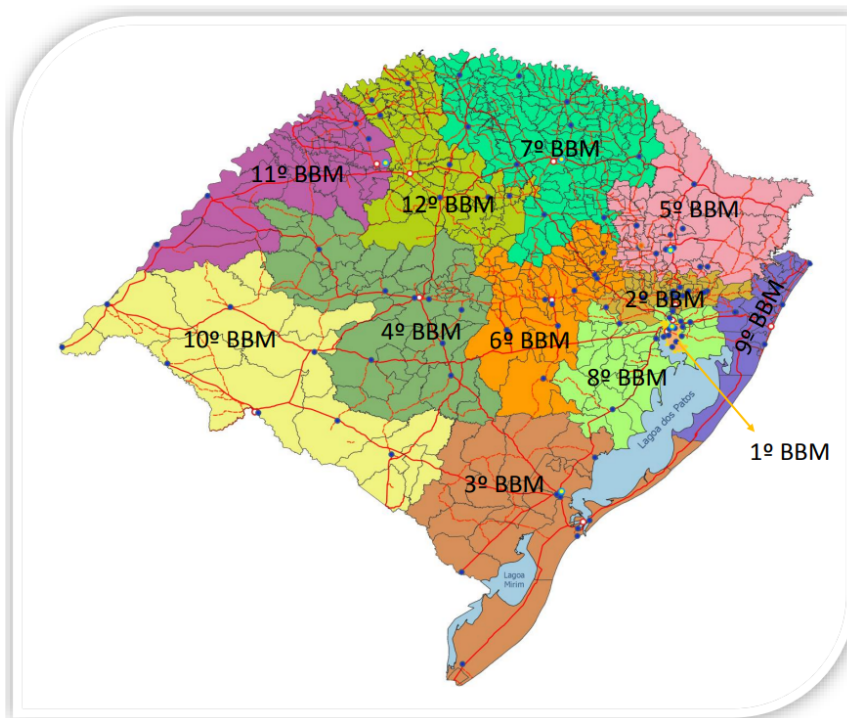 7º BBM
11º BBM
12º BBM
5º BBM
2º BBM
10º BBM
4º BBM
6º BBM
9º BBM
8º BBM
Lagoa dos Patos
1º BBM
3º BBM
Lagoa
Mirim